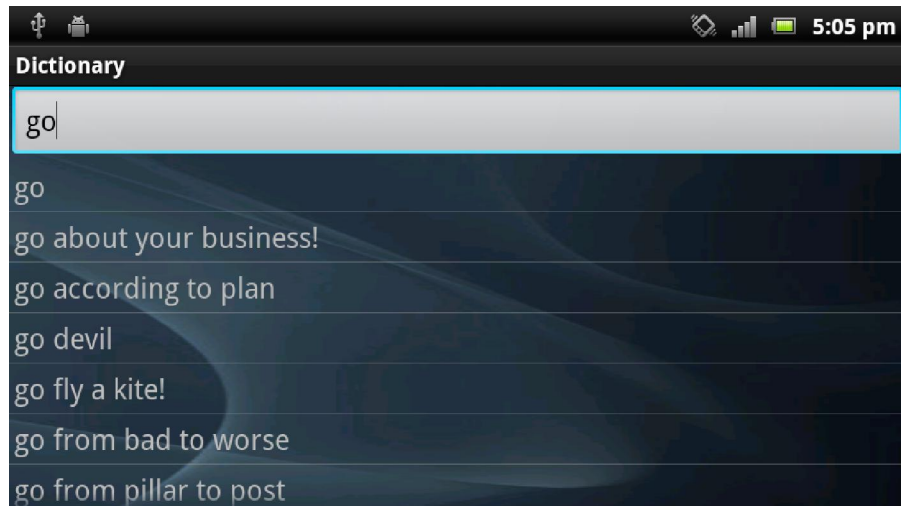 5:05 pm
Dictionary
go
go
go about your business!
go according to plan
go devil
go fly a kite!
go from bad to worse
go from pillar to post